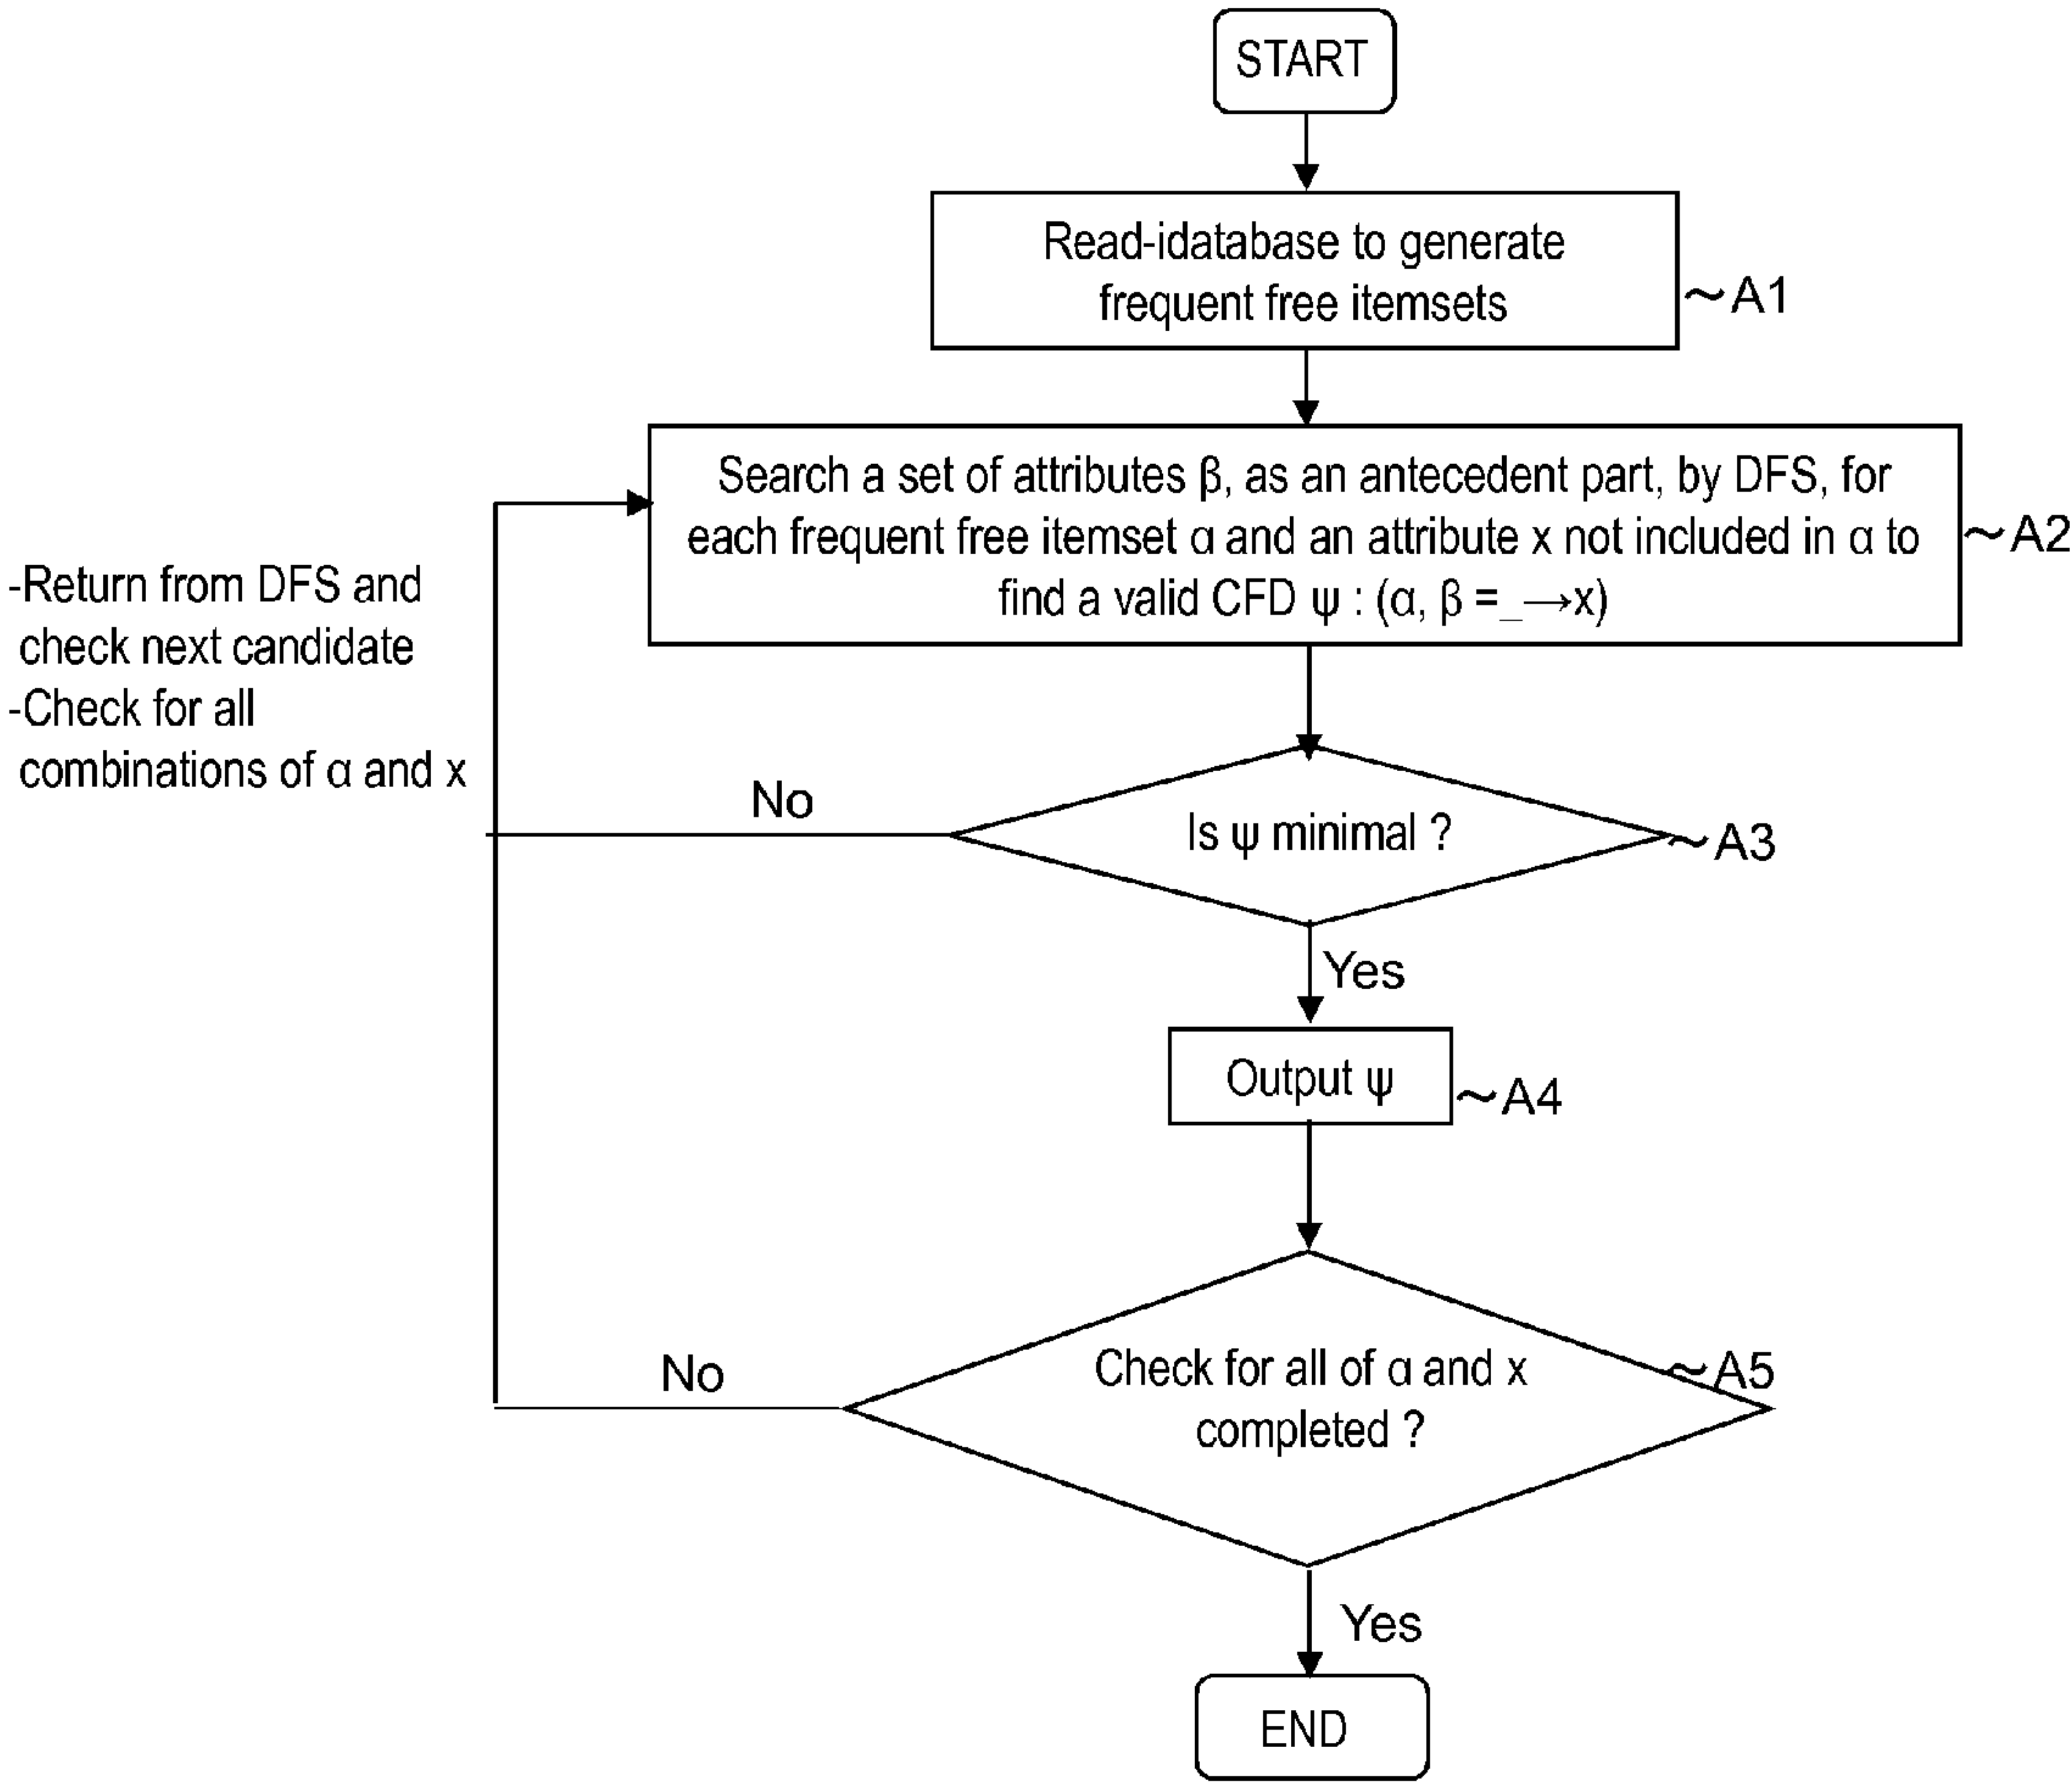 START
Read-idatabase to generate
frequent free itemsets
~A1
Search a set of attributes β, as an antecedent part, by DFS, for
each frequent free itemset α and an attribute x not included in α to
find a valid CFD ψ : (α, β =_→x)
~A2
-Return from DFS and
check next candidate
-Check for all
combinations of α and x
No
Is ψ minimal ?
~A3
Yes
Output ψ
~A4
No
Check for all of α and x
completed ?
~A5
Yes
END